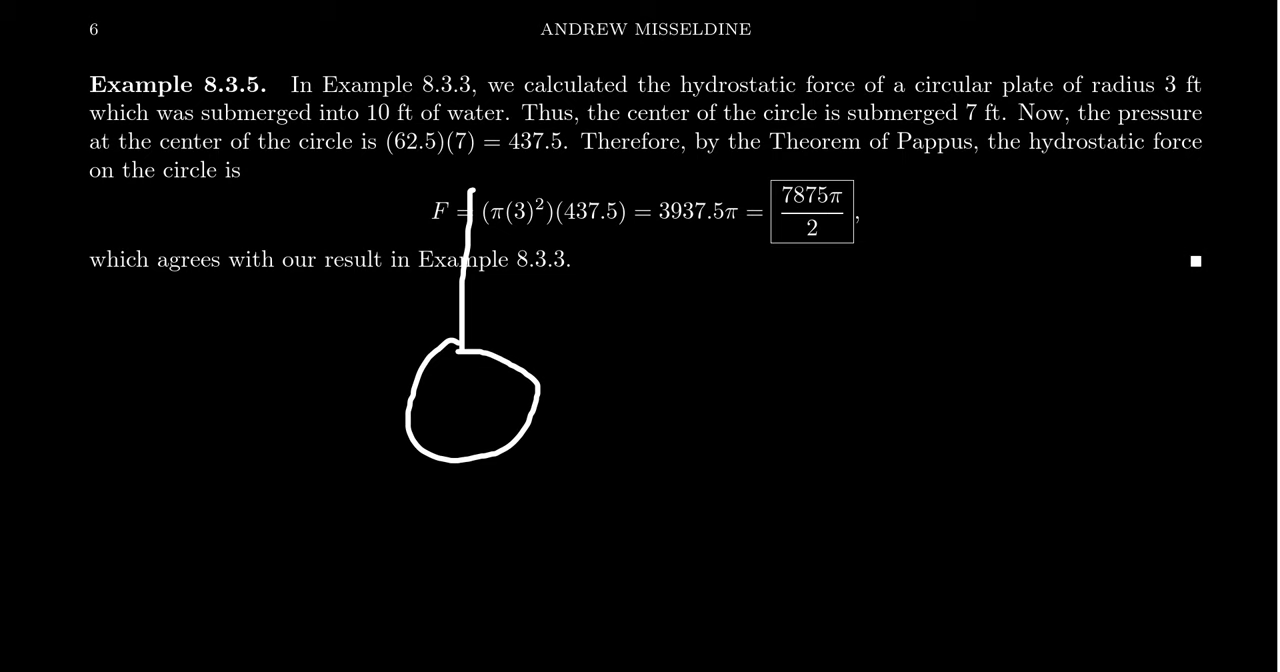 6 ANDREW MISSELDINE
Example 8.3.5. In Example 8.3.3, we calculated the hydrostatic force of a circular plate of radius 3 ft
which was submerged into 10 ft of water. Thus, the center of the circle is submerged 7 ft. Now, the pressure
at the center of the circle is (62.5)(7) = 437.5. Therefore, by the Theorem of Pappus, the hydrostatic force
on the circle is
F = (π(3)²)(437.5) = 3937.5π = 7875π/2,
which agrees with our result in Example 8.3.3. ■